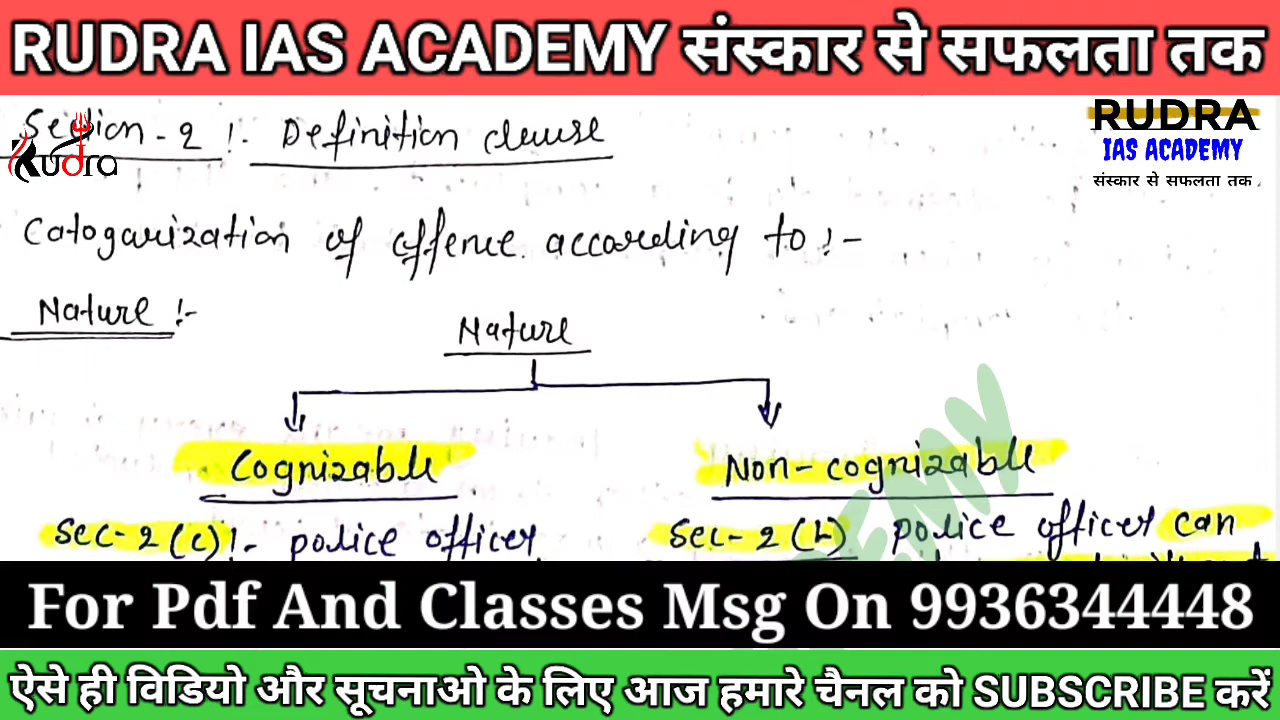 RUDRA IAS ACADEMY संस्कार से सफलता तक
Section - 2 :- Definition clause
Rudra
RUDRA
IAS ACADEMY
संस्कार से सफलता तक
Catogarization of offence according to :-
Nature :-
Nature
Cognizable
Non-cognizable
Sec-2 (c) :- police officer
Sec-2 (L) police officer can
For Pdf And Classes Msg On 9936344448
ऐसे ही विडियो और सूचनाओ के लिए आज हमारे चैनल को SUBSCRIBE करें